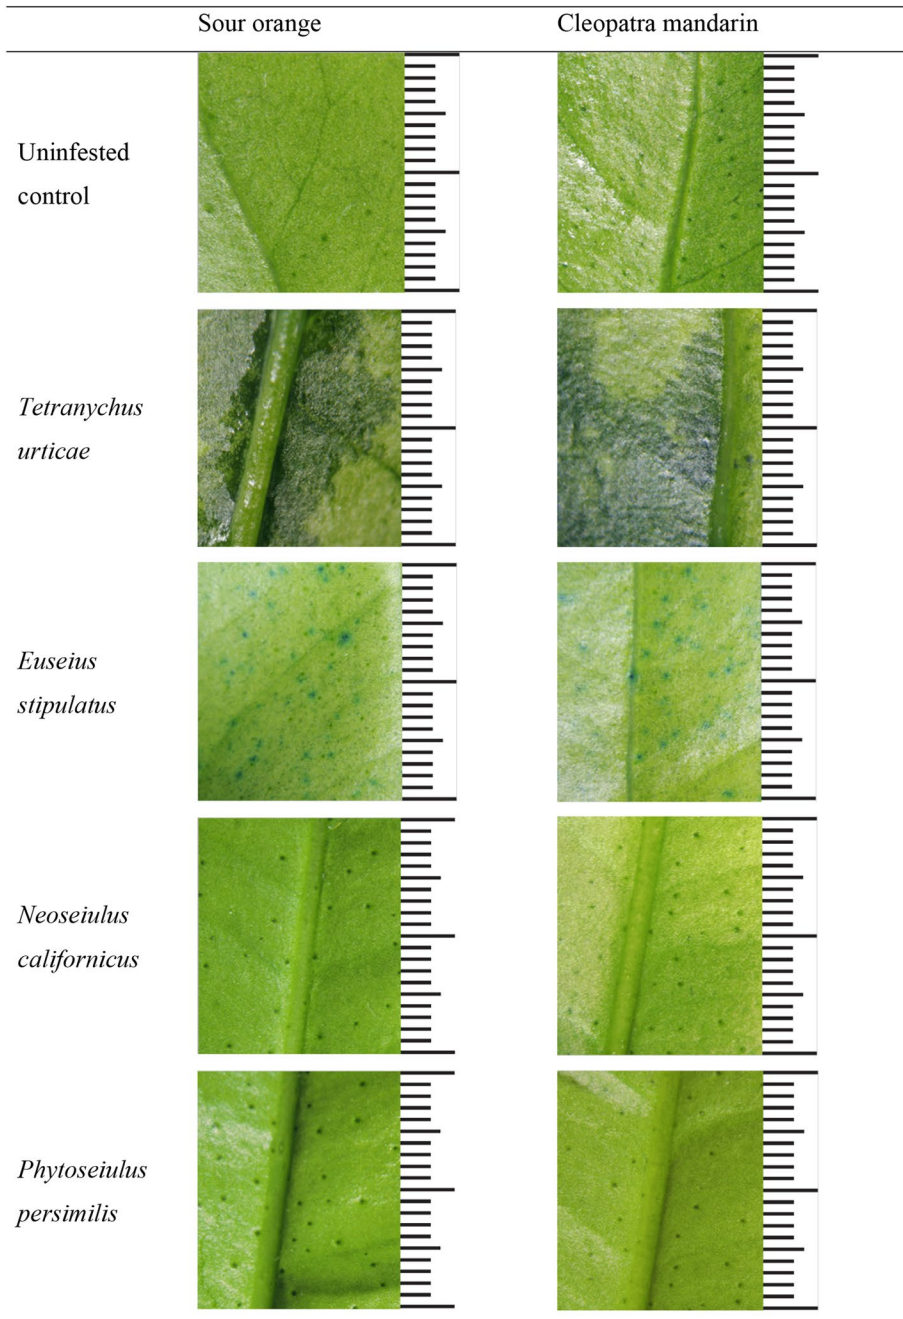 Sour orange
Cleopatra mandarin
Uninfested
control
Tetranychus
urticae
Euseius
stipulatus
Neoseiulus
californicus
Phytoseiulus
persimilis